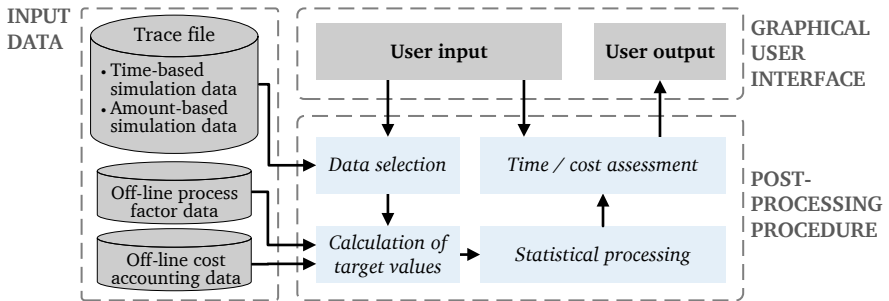 INPUT
DATA
Trace file
• Time-based
simulation data
• Amount-based
simulation data
Off-line process
factor data
Off-line cost
accounting data
User input
User output
GRAPHICAL
USER
INTERFACE
Data selection
Time / cost assessment
Calculation of
target values
Statistical processing
POST-
PROCESSING
PROCEDURE